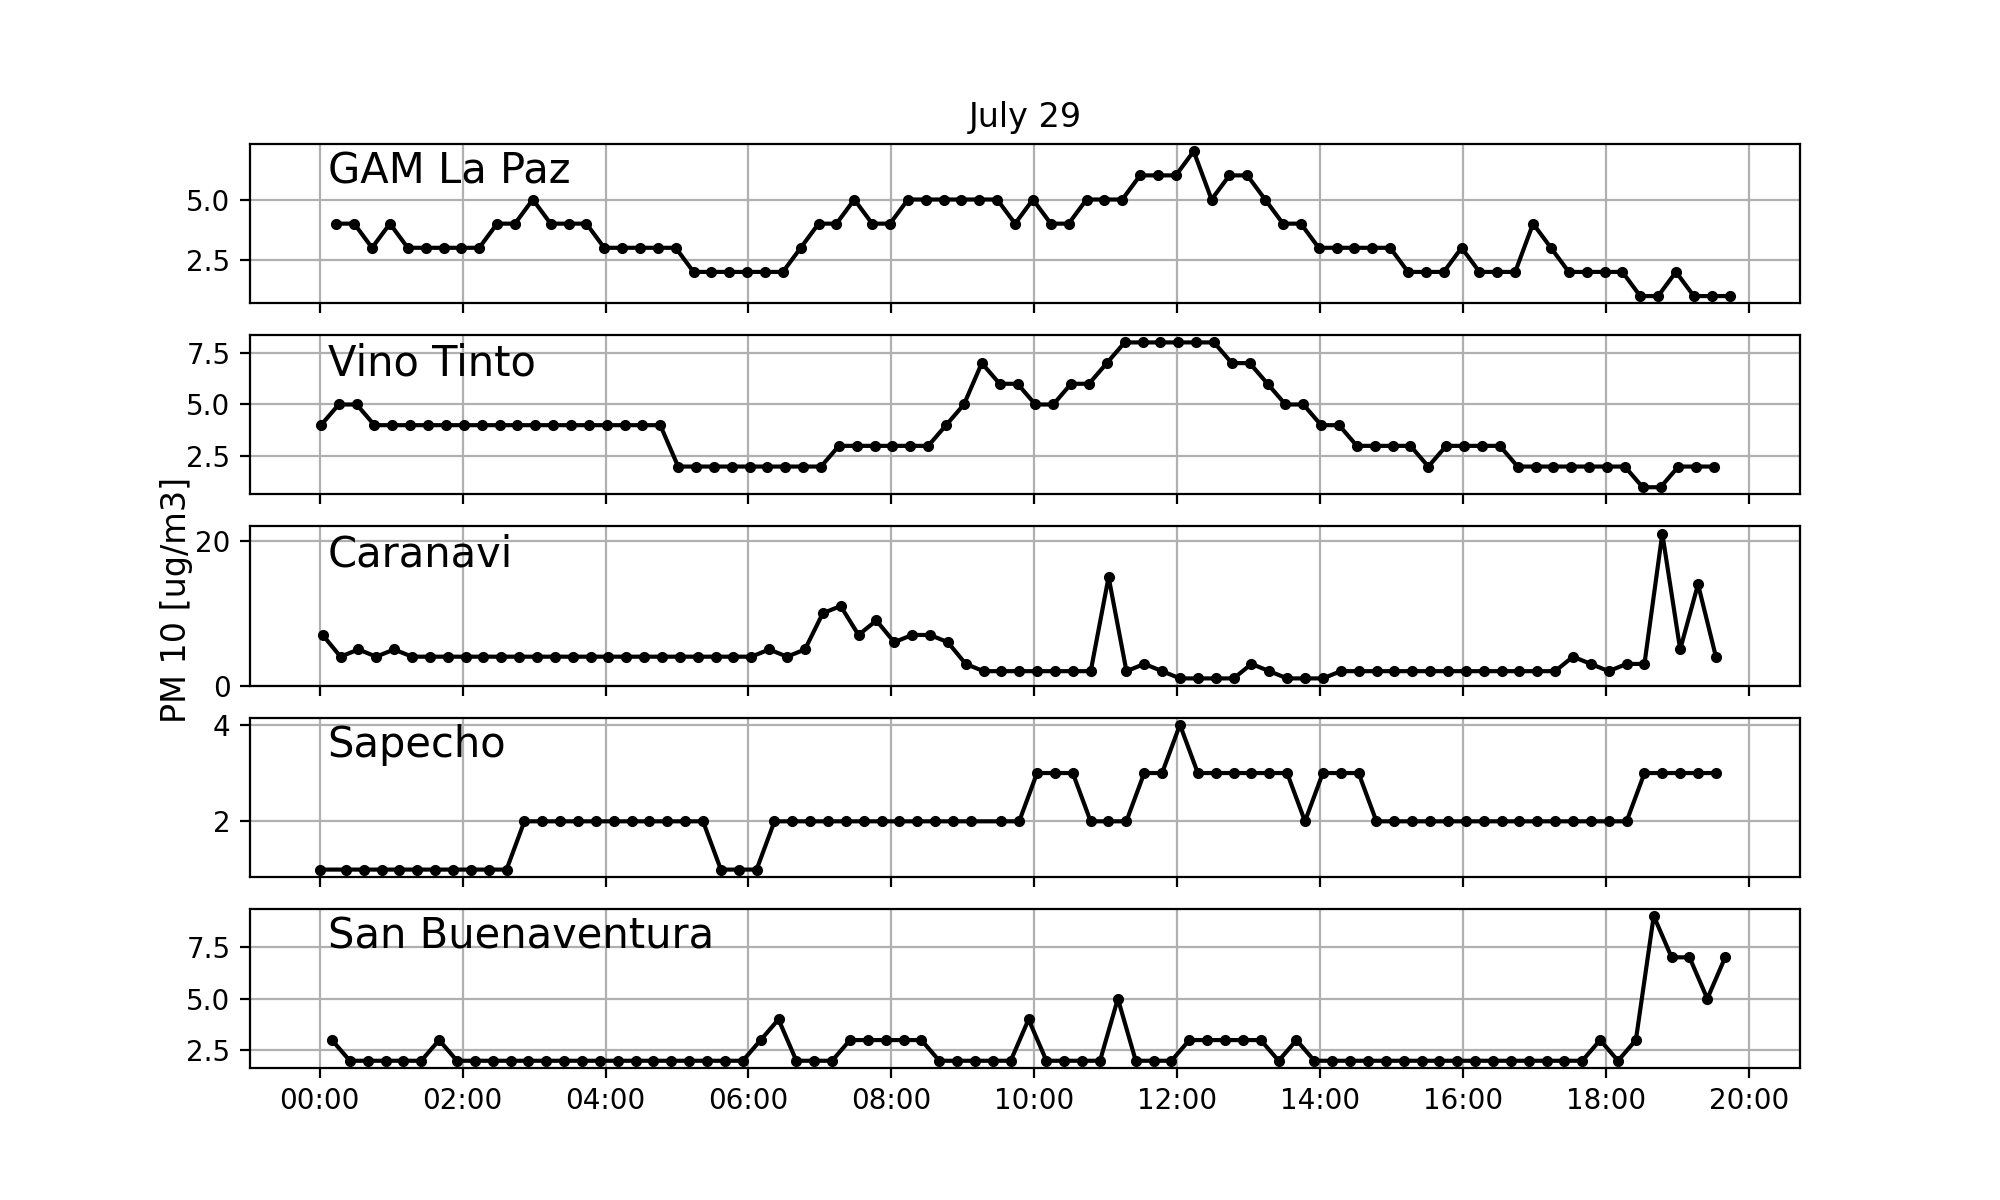 July 29
GAM La Paz
5.0
2.5
Vino Tinto
7.5
5.0
2.5
PM 10 [ug/m3]
Caranavi
20
0
Sapecho
4
2
San Buenaventura
7.5
5.0
2.5
00:00 02:00 04:00 06:00 08:00 10:00 12:00 14:00 16:00 18:00 20:00